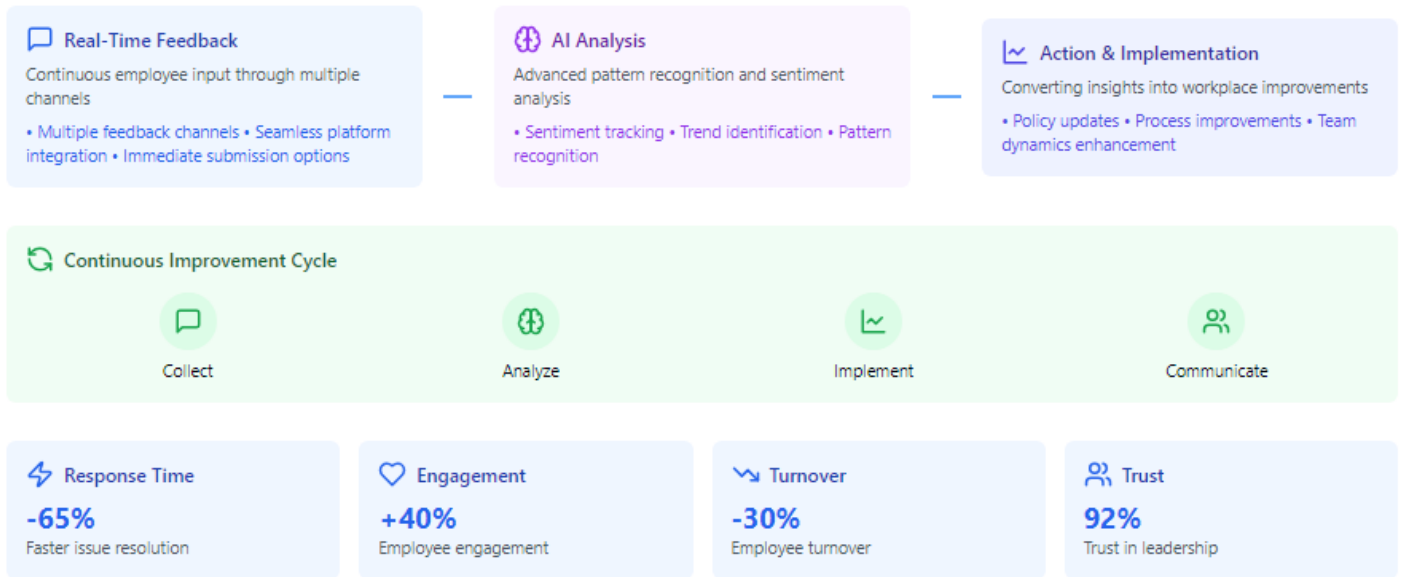 Real-Time Feedback
Continuous employee input through multiple
channels
• Multiple feedback channels • Seamless platform
integration • Immediate submission options
AI Analysis
Advanced pattern recognition and sentiment
analysis
• Sentiment tracking • Trend identification • Pattern
recognition
Action & Implementation
Converting insights into workplace improvements
• Policy updates • Process improvements • Team
dynamics enhancement
Continuous Improvement Cycle
Collect
Analyze
Implement
Communicate
Response Time
-65%
Faster issue resolution
Engagement
+40%
Employee engagement
Turnover
-30%
Employee turnover
Trust
92%
Trust in leadership